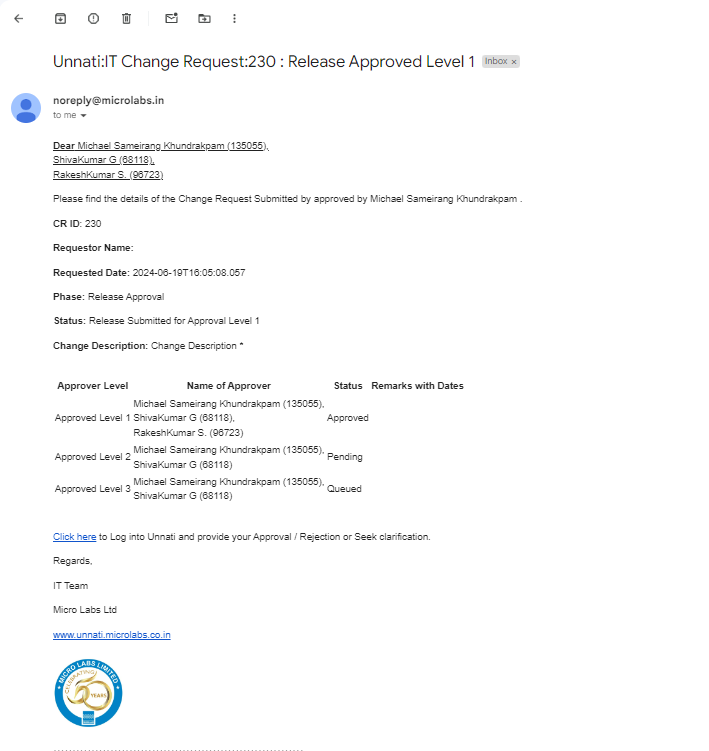 Unnati:IT Change Request:230 : Release Approved Level 1 Inbox ×
noreply@microlabs.in
to me
Dear Michael Sameirang Khundrakpam (135055),
ShivaKumar G (68118),
RakeshKumar S. (96723)
Please find the details of the Change Request Submitted by approved by Michael Sameirang Khundrakpam .
CR ID: 230
Requestor Name:
Requested Date: 2024-06-19T16:05:08.057
Phase: Release Approval
Status: Release Submitted for Approval Level 1
Change Description: Change Description *
Approver Level Name of Approver Status Remarks with Dates
Michael Sameirang Khundrakpam (135055),
Approved Level 1 ShivaKumar G (68118), Approved
RakeshKumar S. (96723)
Michael Sameirang Khundrakpam (135055),
Approved Level 2 Pending
ShivaKumar G (68118)
Michael Sameirang Khundrakpam (135055),
Approved Level 3 Queued
ShivaKumar G (68118)
Click here to Log into Unnati and provide your Approval / Rejection or Seek clarification.
Regards,
IT Team
Micro Labs Ltd
www.unnati.microlabs.co.in
MICRO LABS LIMITED
CELEBRATING
50 YEARS